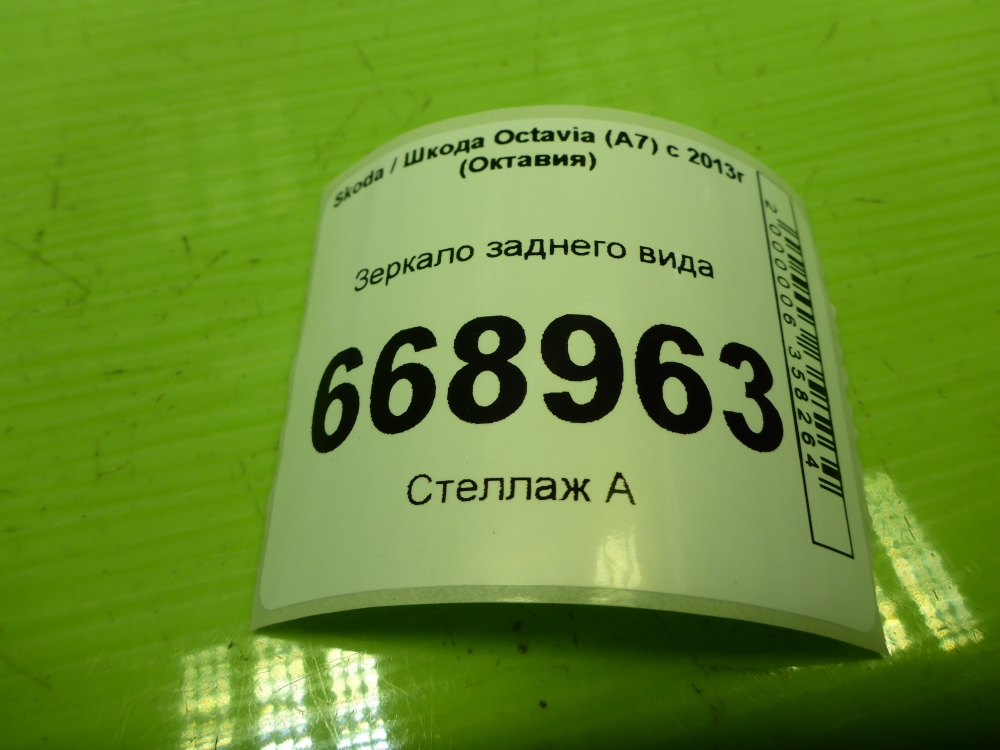 Skoda / Шкода Octavia (A7) с 2013г
(Октавия)
Зеркало заднего вида
668963
Стеллаж А
2000006358264